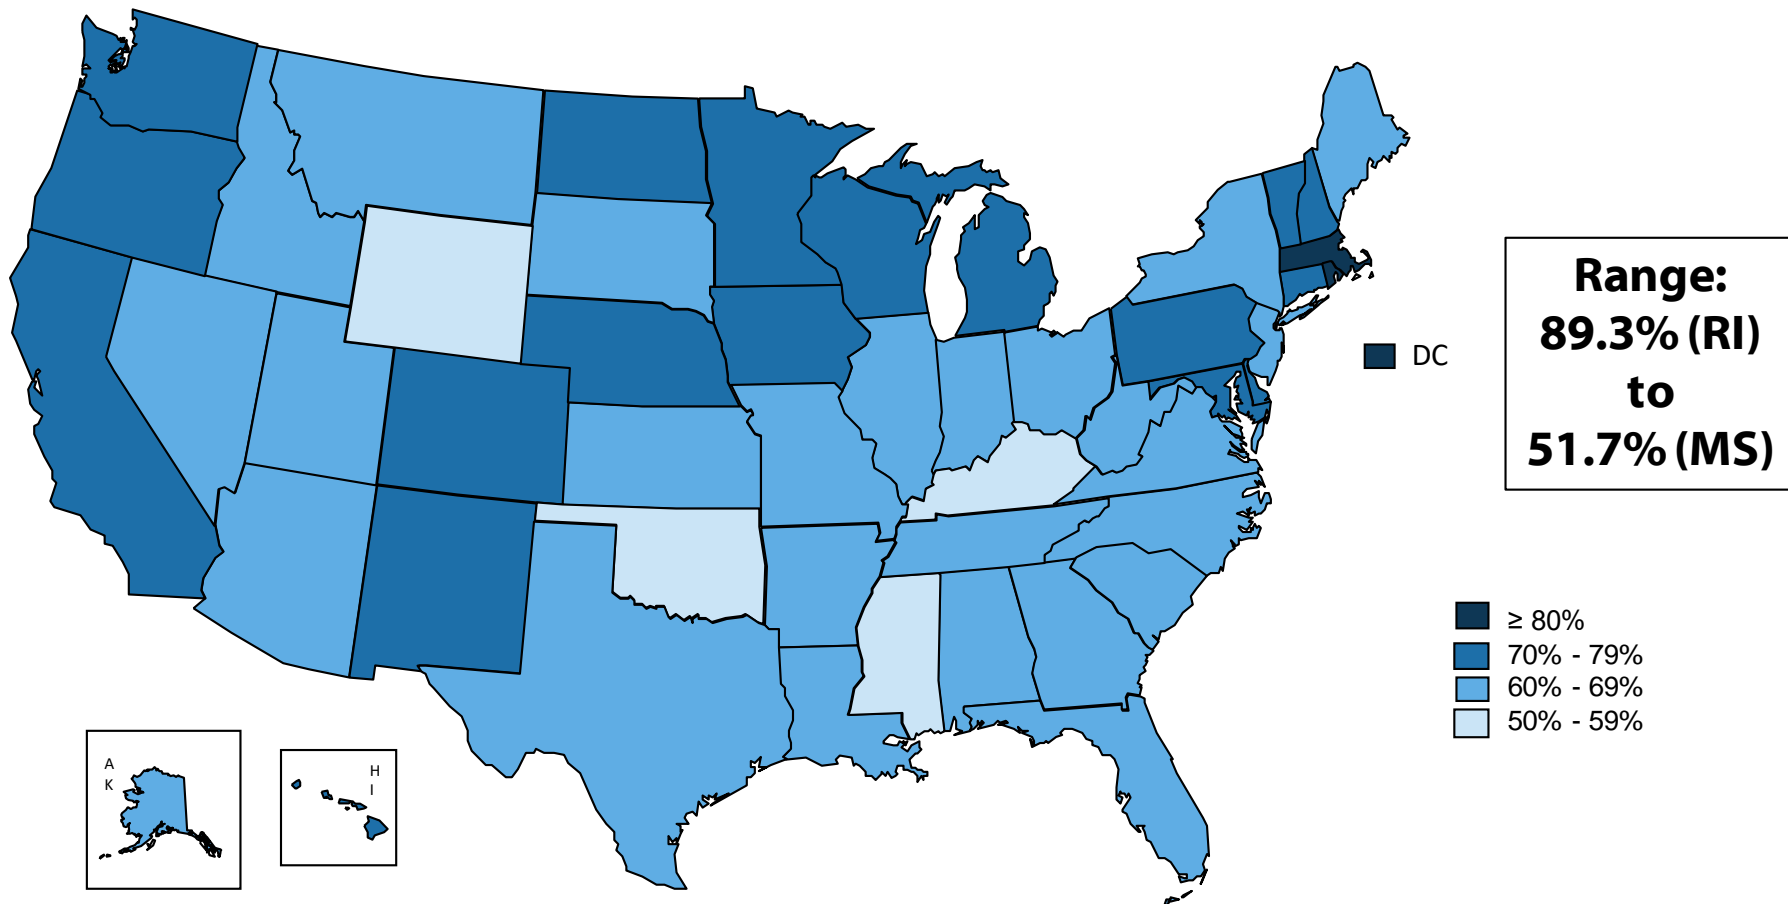 Range:
89.3% (RI)
to
51.7% (MS)
DC
≥ 80%
70% - 79%
60% - 69%
50% - 59%
A
K
H
I